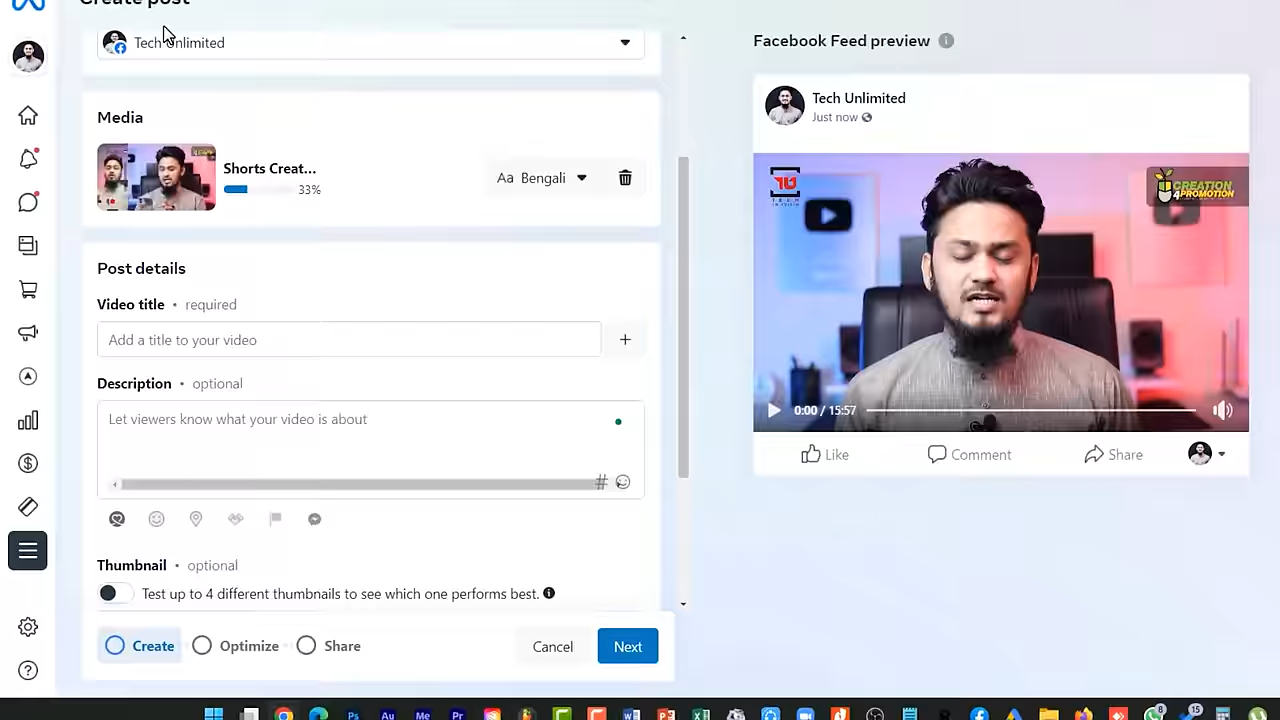 Create post
Tech Unlimited
Media
Shorts Creat...
33%
Aa Bengali
Post details
Video title • required
Add a title to your video
Description • optional
Let viewers know what your video is about
#
Thumbnail • optional
Test up to 4 different thumbnails to see which one performs best.
Create
Optimize
Share
Cancel
Next
Facebook Feed preview
Tech Unlimited
Just now
CREATION
4PROMOTION
0:00 / 15:57
Like
Comment
Share